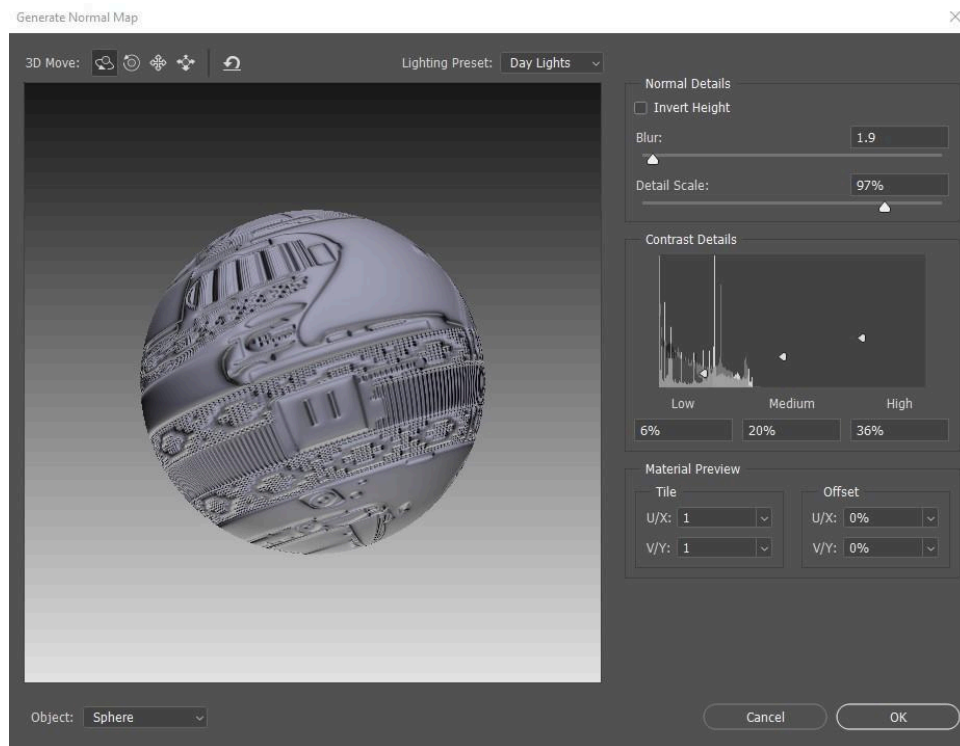 Generate Normal Map
3D Move:
Lighting Preset: Day Lights
Normal Details
Invert Height
Blur: 1.9
Detail Scale: 97%
Contrast Details
Low Medium High
6% 20% 36%
Material Preview
Tile Offset
U/X: 1 U/X: 0%
V/Y: 1 V/Y: 0%
Object: Sphere
Cancel OK